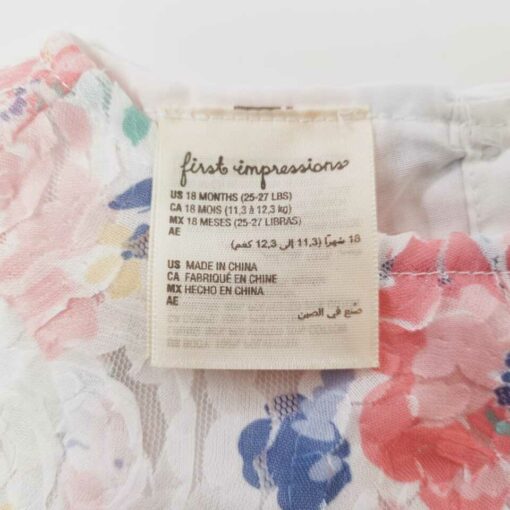 first impressions
US 18 MONTHS (25-27 LBS)
CA 18 MOIS (11,3 à 12,3 kg)
MX 18 MESES (25-27 LIBRAS)
AE
18 شهرًا (11,3 إلى 12,3 كغم)
US MADE IN CHINA
CA FABRIQUÉ EN CHINE
MX HECHO EN CHINA
AE
صنع في الصين